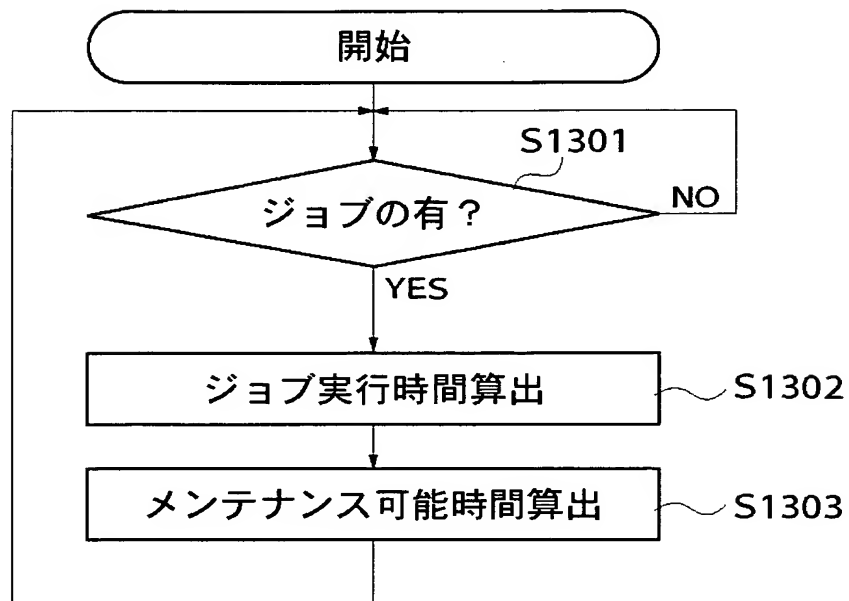 開始
S1301
ジョブの有？
NO
YES
ジョブ実行時間算出
S1302
メンテナンス可能時間算出
S1303